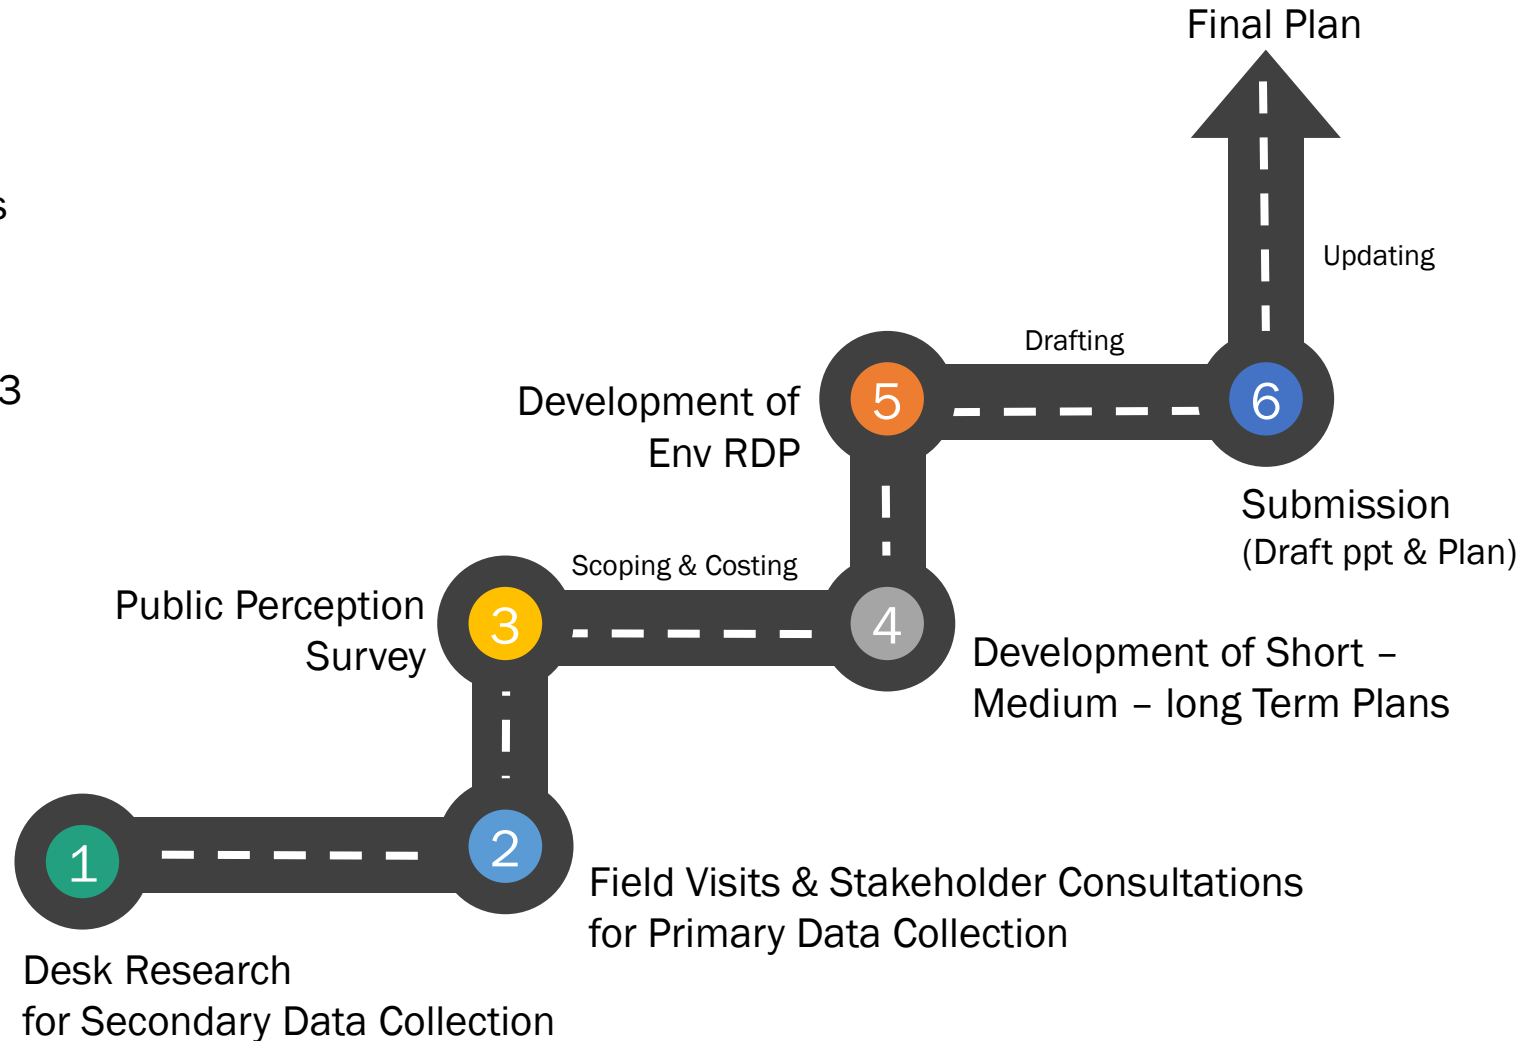 Final Plan
s
Updating
3
Drafting
5
6
Development of
Env RDP
Submission
(Draft ppt & Plan)
Scoping & Costing
Public Perception
Survey
3
4
Development of Short –
Medium – long Term Plans
1
2
Field Visits & Stakeholder Consultations
for Primary Data Collection
Desk Research
for Secondary Data Collection